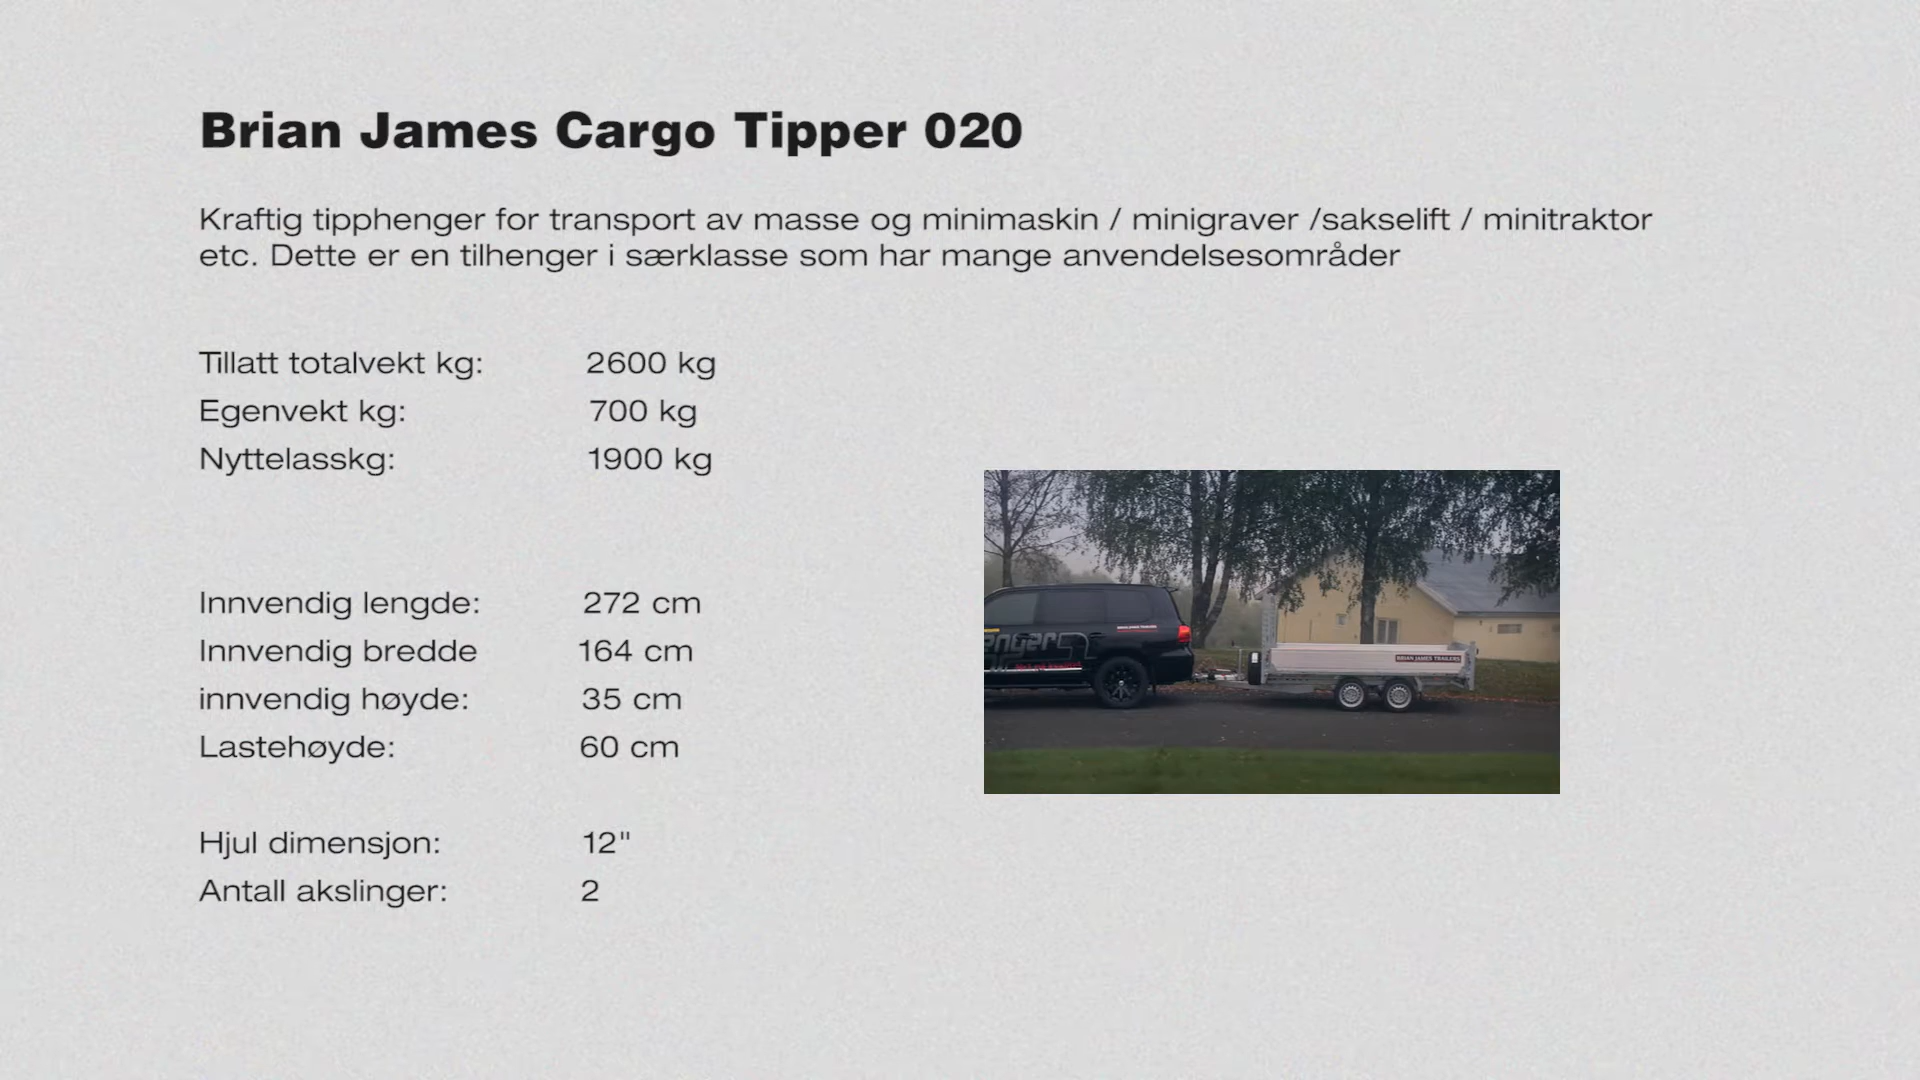 Brian James Cargo Tipper 020
Kraftig tipphenger for transport av masse og minimaskin / minigraver /sakselift / minitraktor
etc. Dette er en tilhenger i særklasse som har mange anvendelsesområder
Tillatt totalvekt kg: 2600 kg
Egenvekt kg: 700 kg
Nyttelasskg: 1900 kg
Innvendig lengde: 272 cm
Innvendig bredde 164 cm
innvendig høyde: 35 cm
Lastehøyde: 60 cm
Hjul dimensjon: 12"
Antall akslinger: 2
BRIAN JAMES TRAILERS